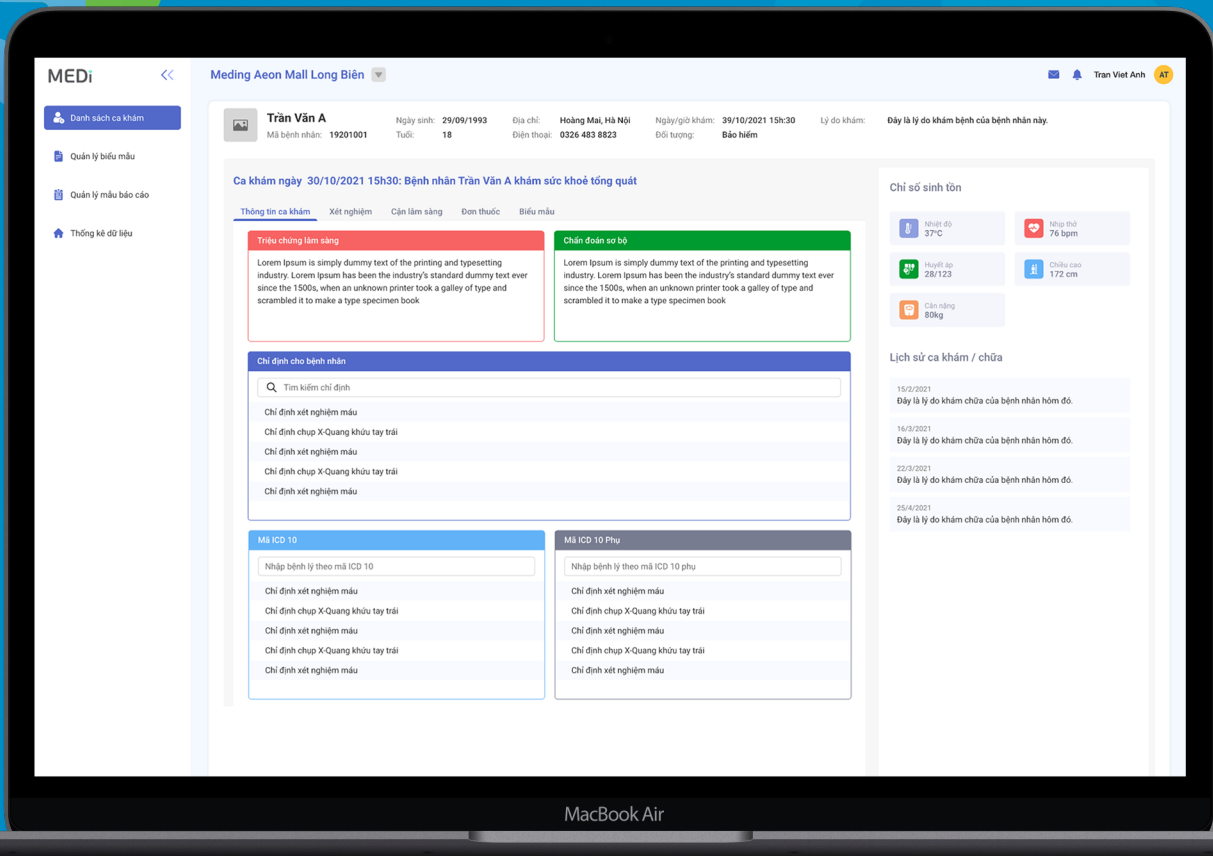 MEDi
Meding Aeon Mall Long Biên
Tran Viet Anh
AT
Danh sách ca khám
Quản lý biểu mẫu
Quản lý mẫu báo cáo
Thống kê dữ liệu
Trần Văn A
Mã bệnh nhân: 19201001
Ngày sinh: 29/09/1993
Tuổi: 18
Địa chỉ: Hoàng Mai, Hà Nội
Điện thoại: 0326 483 8823
Ngày/giờ khám: 39/10/2021 15h:30
Đối tượng: Bảo hiểm
Lý do khám: Đây là lý do khám bệnh của bệnh nhân này.
Ca khám ngày 30/10/2021 15h30: Bệnh nhân Trần Văn A khám sức khoẻ tổng quát
Thông tin ca khám Xét nghiệm Cận lâm sàng Đơn thuốc Biểu mẫu
Triệu chứng lâm sàng
Lorem Ipsum is simply dummy text of the printing and typesetting
industry. Lorem Ipsum has been the industry's standard dummy text ever
since the 1500s, when an unknown printer took a galley of type and
scrambled it to make a type specimen book
Chẩn đoán sơ bộ
Lorem Ipsum is simply dummy text of the printing and typesetting
industry. Lorem Ipsum has been the industry's standard dummy text ever
since the 1500s, when an unknown printer took a galley of type and
scrambled it to make a type specimen book
Chỉ định cho bệnh nhân
Tìm kiếm chỉ định
Chỉ định xét nghiệm máu
Chỉ định chụp X-Quang khửu tay trái
Chỉ định xét nghiệm máu
Chỉ định chụp X-Quang khửu tay trái
Chỉ định xét nghiệm máu
Mã ICD 10
Nhập bệnh lý theo mã ICD 10
Chỉ định xét nghiệm máu
Chỉ định chụp X-Quang khửu tay trái
Chỉ định xét nghiệm máu
Chỉ định chụp X-Quang khửu tay trái
Chỉ định xét nghiệm máu
Mã ICD 10 Phụ
Nhập bệnh lý theo mã ICD 10 phụ
Chỉ định xét nghiệm máu
Chỉ định chụp X-Quang khửu tay trái
Chỉ định xét nghiệm máu
Chỉ định chụp X-Quang khửu tay trái
Chỉ định xét nghiệm máu
Chỉ số sinh tồn
Nhiệt độ
37ºC
Nhịp thở
76 bpm
Huyết áp
28/123
Chiều cao
172 cm
Cân nặng
80kg
Lịch sử ca khám / chữa
15/2/2021
Đây là lý do khám chữa của bệnh nhân hôm đó.
16/3/2021
Đây là lý do khám chữa của bệnh nhân hôm đó.
22/3/2021
Đây là lý do khám chữa của bệnh nhân hôm đó.
25/4/2021
Đây là lý do khám chữa của bệnh nhân hôm đó.
MacBook Air